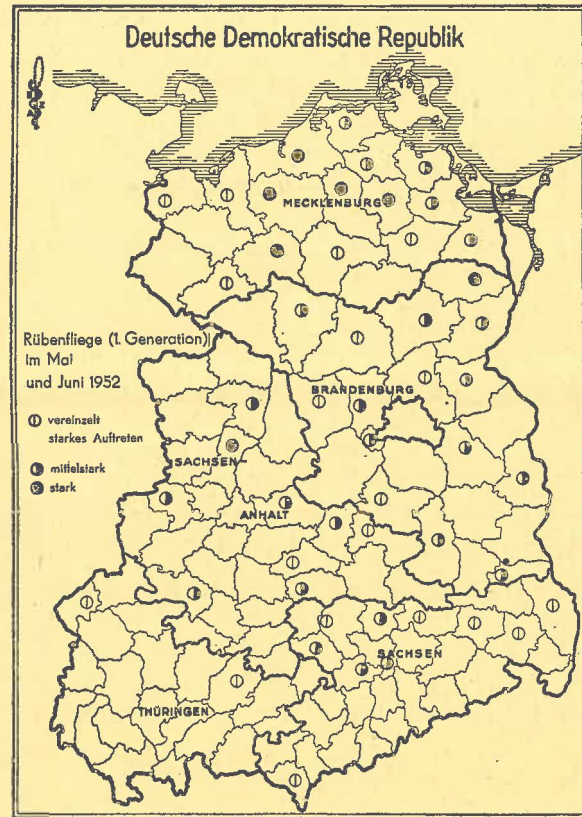 Deutsche Demokratische Republik
MECKLENBURG
Rübenfliege (1. Generation)
im Mai
und Juni 1952
vereinzelt
starkes Auftreten
mittelstark
stark
BRANDENBURG
SACHSEN-
ANHALT
SACHSEN
THÜRINGEN